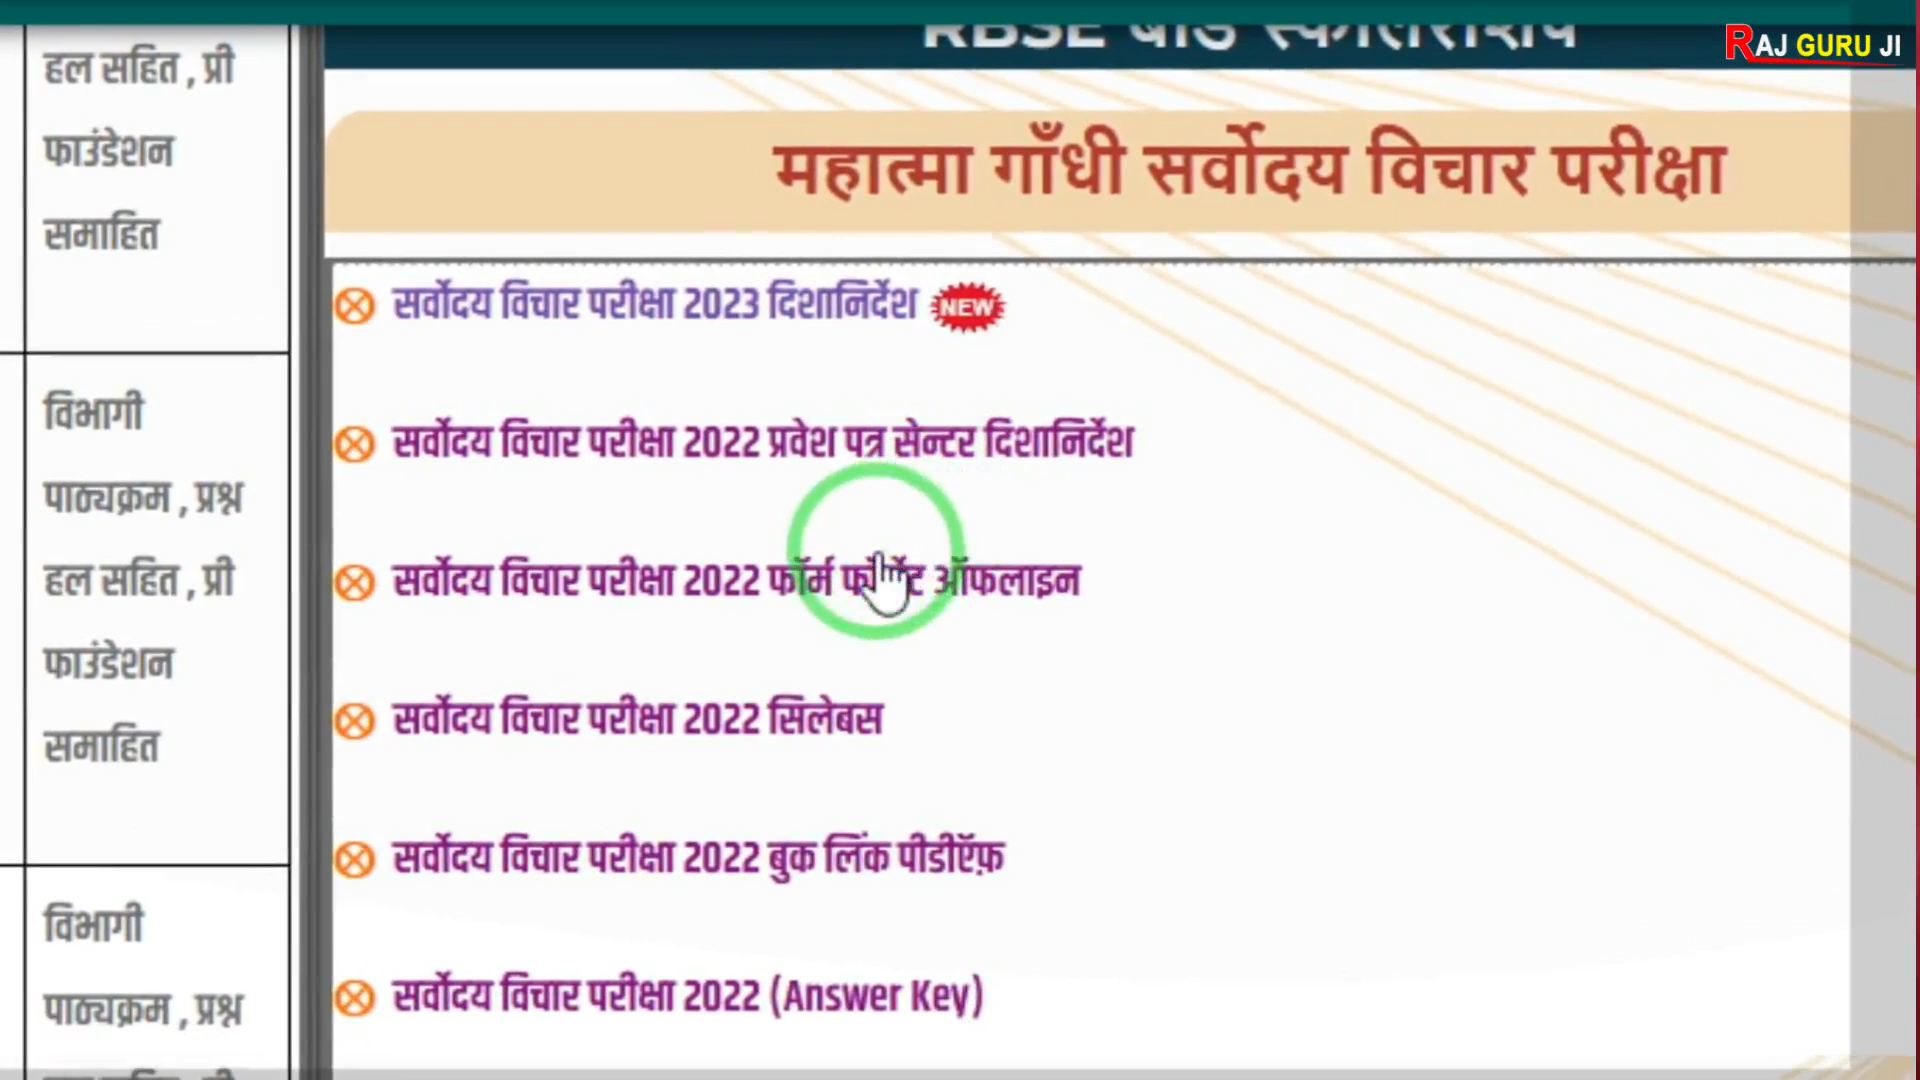 RBSE बोर्ड स्कॉलरशिप
RAJ GURU JI
हल सहित , प्री
फाउंडेशन
समाहित
विभागी
पाठ्यक्रम , प्रश्न
हल सहित , प्री
फाउंडेशन
समाहित
विभागी
पाठ्यक्रम , प्रश्न
महात्मा गाँधी सर्वोदय विचार परीक्षा
सर्वोदय विचार परीक्षा 2023 दिशानिर्देश NEW
सर्वोदय विचार परीक्षा 2022 प्रवेश पत्र सेन्टर दिशानिर्देश
सर्वोदय विचार परीक्षा 2022 फॉर्म फॉर्मेट ऑफलाइन
सर्वोदय विचार परीक्षा 2022 सिलेबस
सर्वोदय विचार परीक्षा 2022 बुक लिंक पीडीऍफ़
सर्वोदय विचार परीक्षा 2022 (Answer Key)